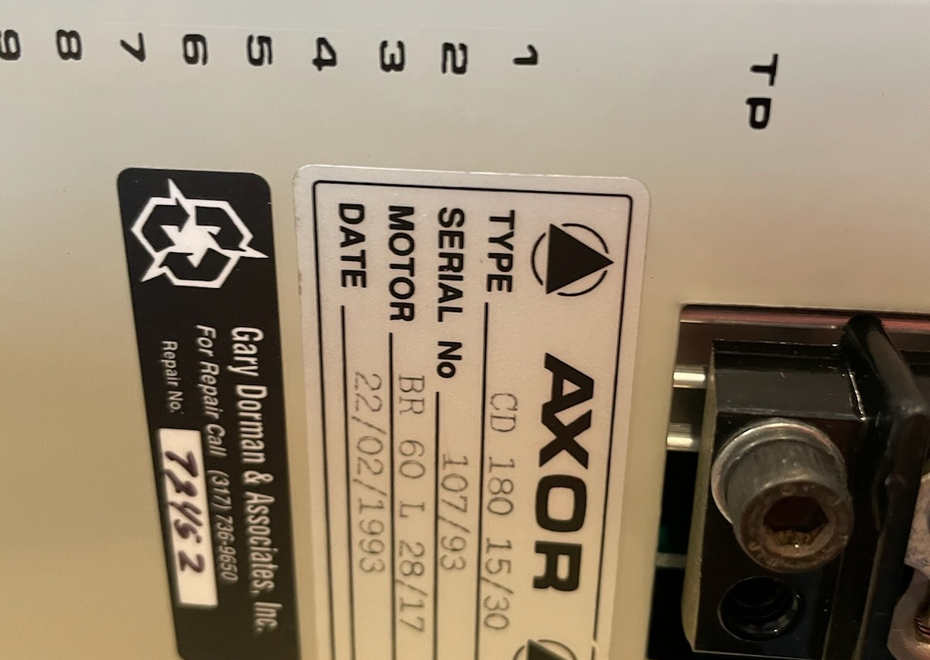 TP
1 2 3 4 5 6 7 8 9
AXOR
TYPE CD 180 15/30
SERIAL No 107/93
MOTOR BR 60 L 28/17
DATE 22/02/1993
Gary Dorman & Associates, Inc.
For Repair Call (317) 736-9650
Repair No. 72452